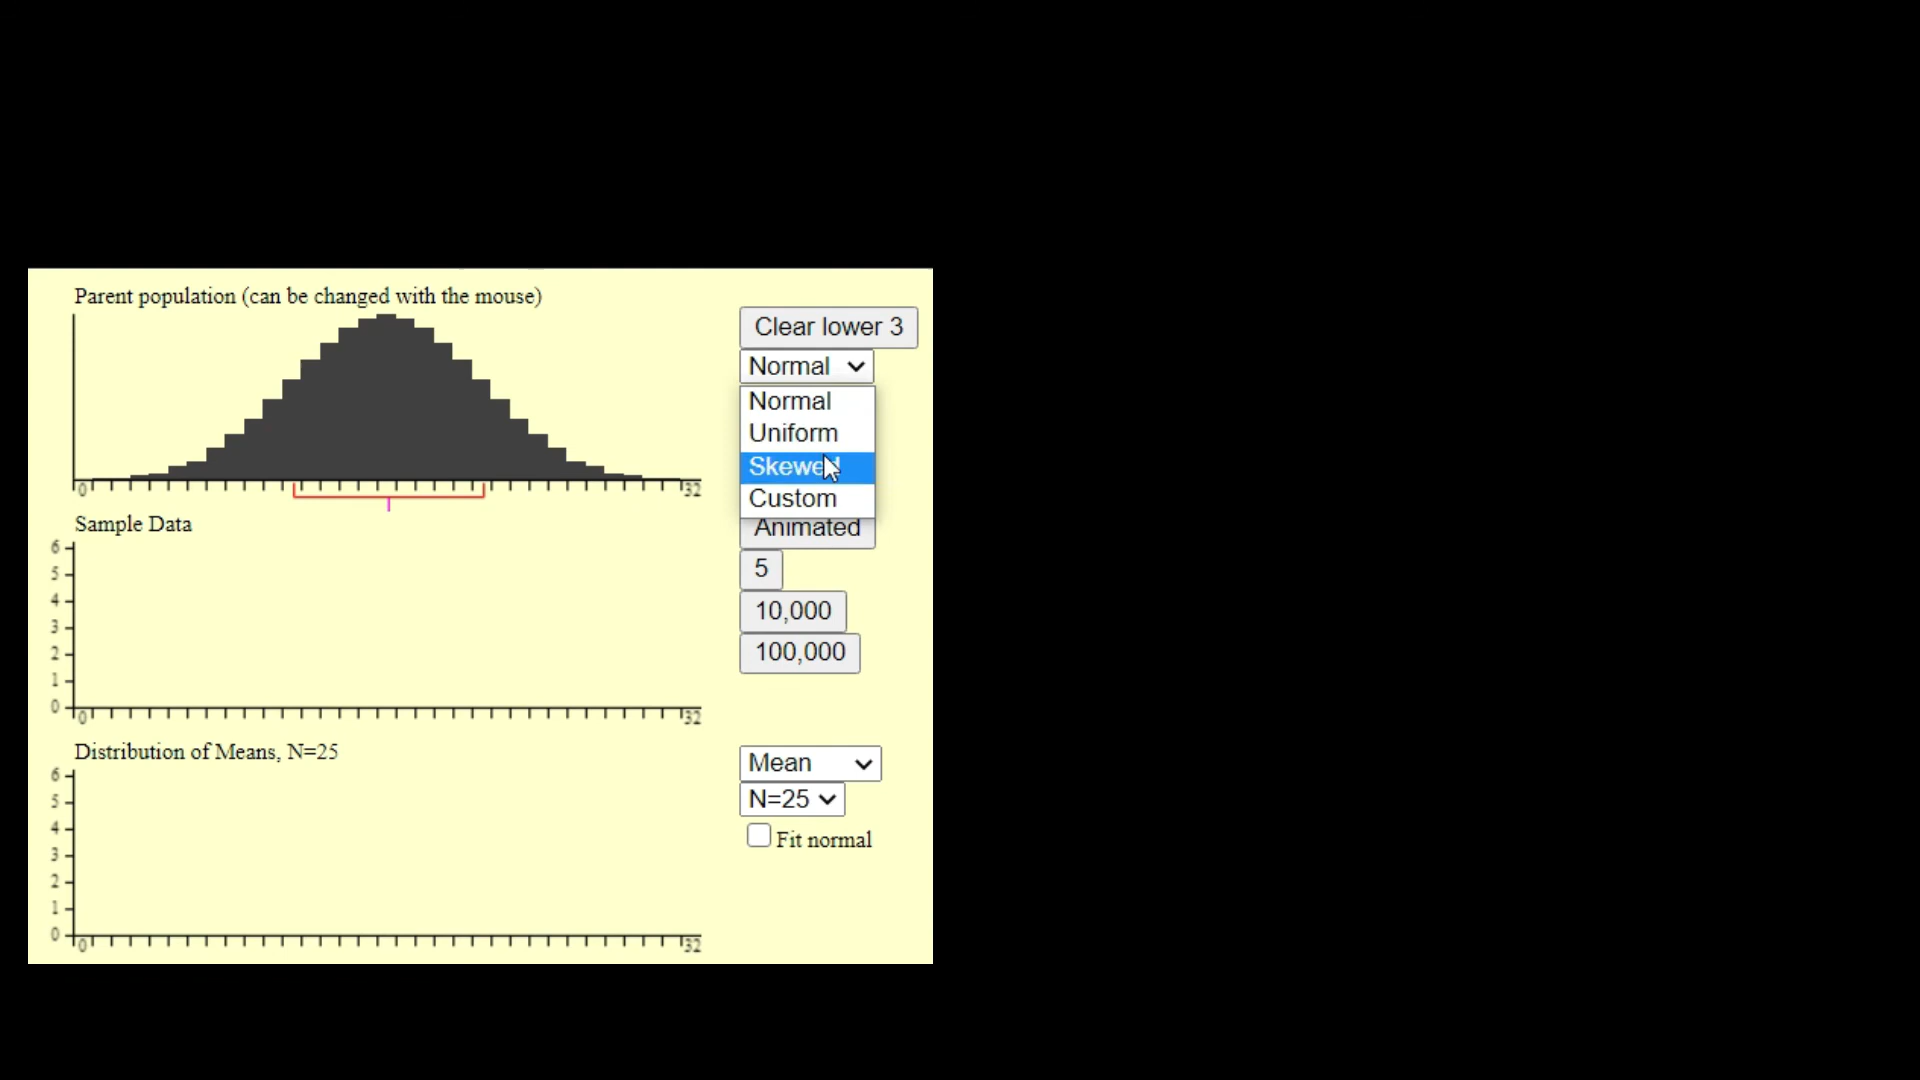 Parent population (can be changed with the mouse)
0 32
Clear lower 3
Normal
Normal
Uniform
Skewed
Custom
Animated
5
10,000
100,000
Sample Data
6
5
4
3
2
1
0
0 32
Distribution of Means, N=25
6
5
4
3
2
1
0
0 32
Mean
N=25
Fit normal